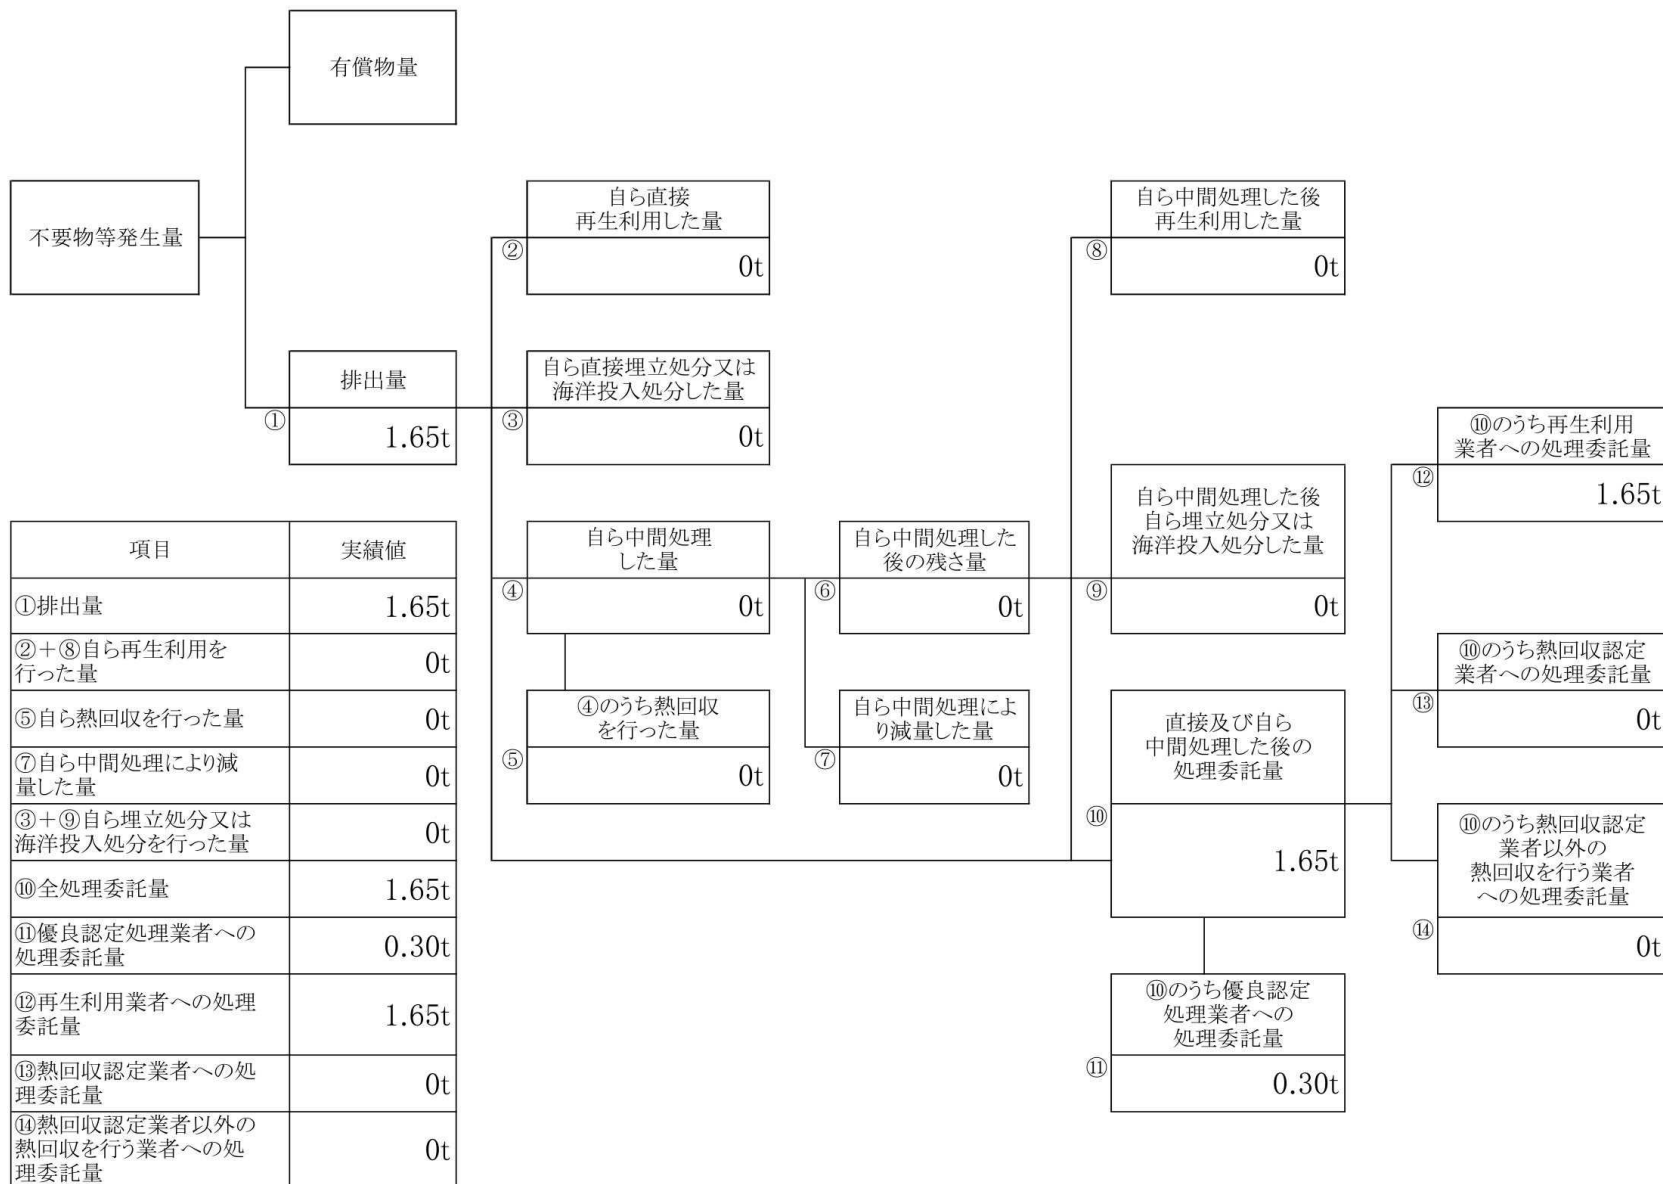 有償物量
不要物等発生量
排出量
①
1.65t
自ら直接
再生利用した量
②
0t
自ら直接埋立処分又は
海洋投入処分した量
③
0t
自ら中間処理
した量
④
0t
④のうち熱回収
を行った量
⑤
0t
自ら中間処理した
後の残さ量
⑥
0t
自ら中間処理によ
り減量した量
⑦
0t
自ら中間処理した後
再生利用した量
⑧
0t
自ら中間処理した後
自ら埋立処分又は
海洋投入処分した量
⑨
0t
直接及び自ら
中間処理した後の
処理委託量
⑩
1.65t
⑩のうち優良認定
処理業者への
処理委託量
⑪
0.30t
⑩のうち再生利用
業者への処理委託量
⑫
1.65t
⑩のうち熱回収認定
業者への処理委託量
⑬
0t
⑩のうち熱回収認定
業者以外の
熱回収を行う業者
への処理委託量
⑭
0t
項目 実績値
①排出量 1.65t
②+⑧自ら再生利用を
行った量 0t
⑤自ら熱回収を行った量 0t
⑦自ら中間処理により減
量した量 0t
③+⑨自ら埋立処分又は
海洋投入処分を行った量 0t
⑩全処理委託量 1.65t
⑪優良認定処理業者への
処理委託量 0.30t
⑫再生利用業者への処理
委託量 1.65t
⑬熱回収認定業者への処
理委託量 0t
⑭熱回収認定業者以外の
熱回収を行う業者への処
理委託量 0t